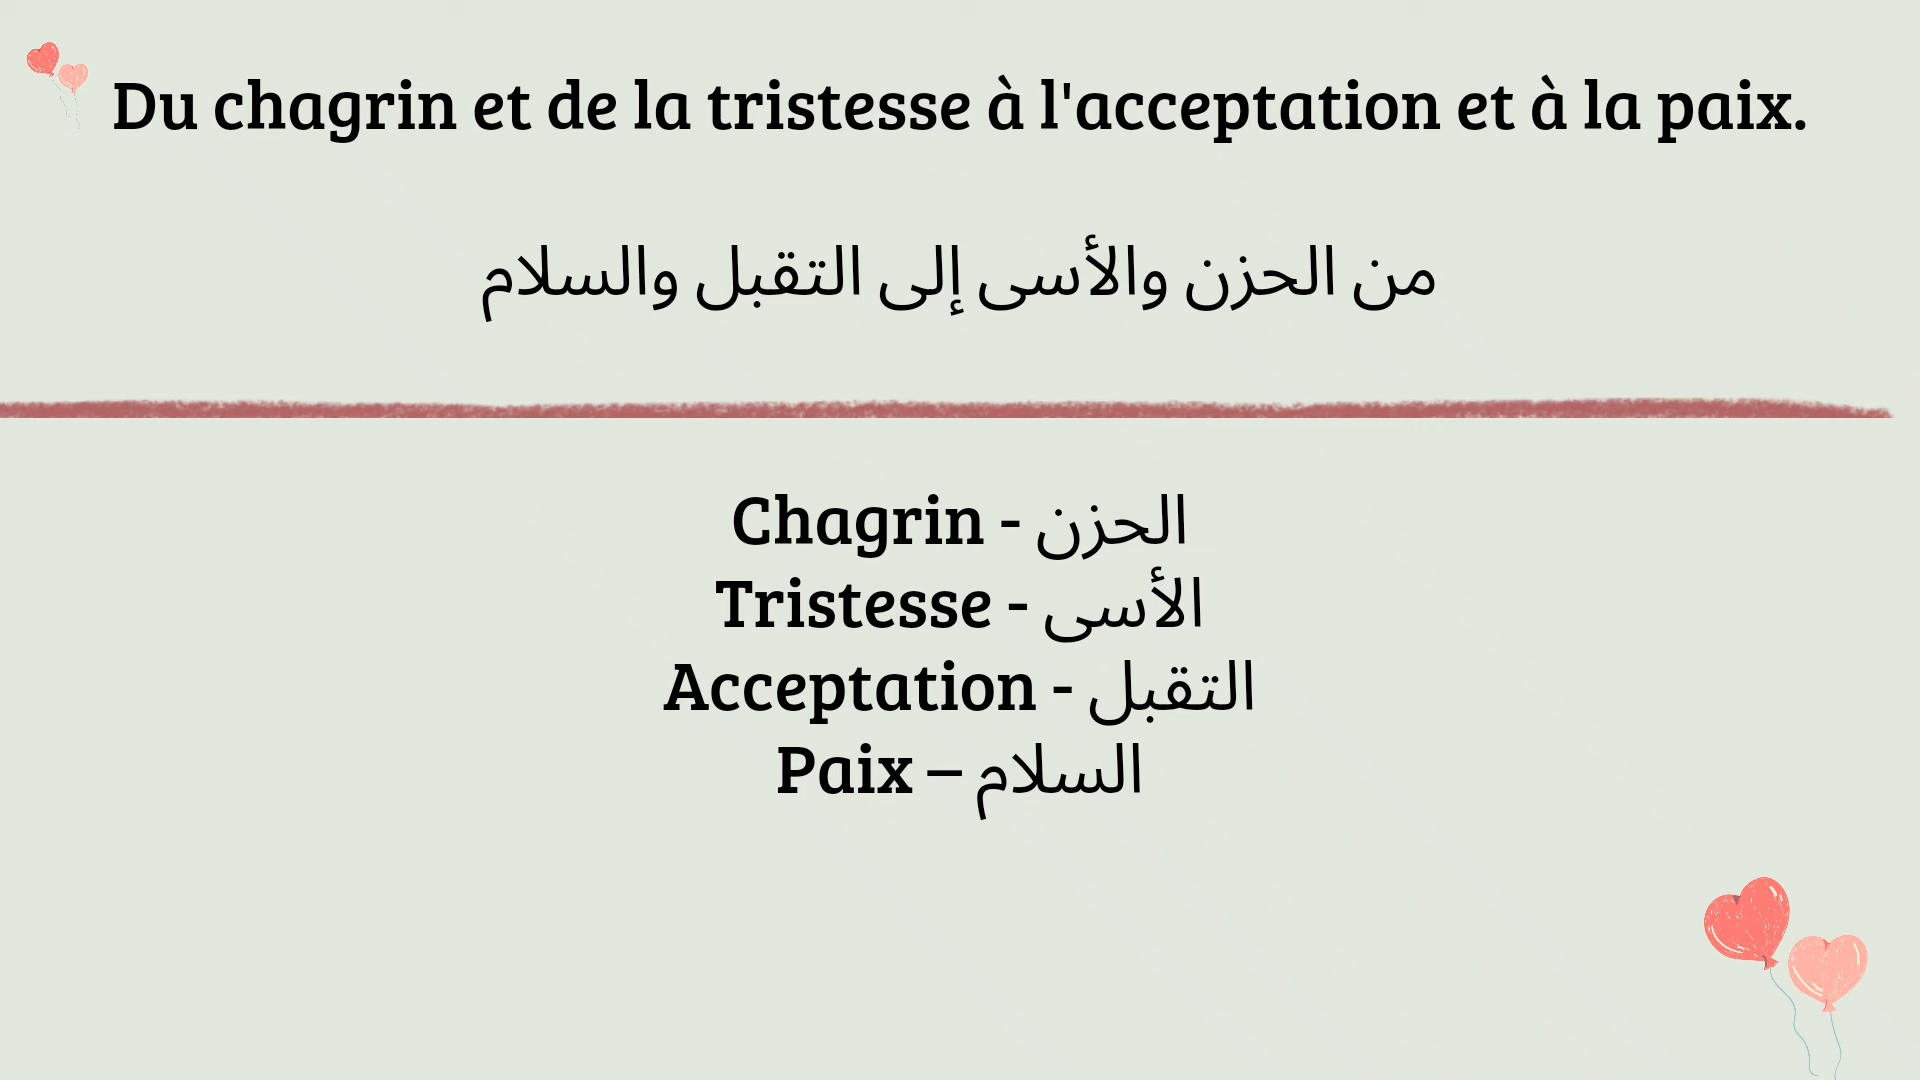 Du chagrin et de la tristesse à l'acceptation et à la paix.
من الحزن والأسى إلى التقبل والسلام
Chagrin - الحزن
Tristesse - الأسى
Acceptation - التقبل
Paix – السلام